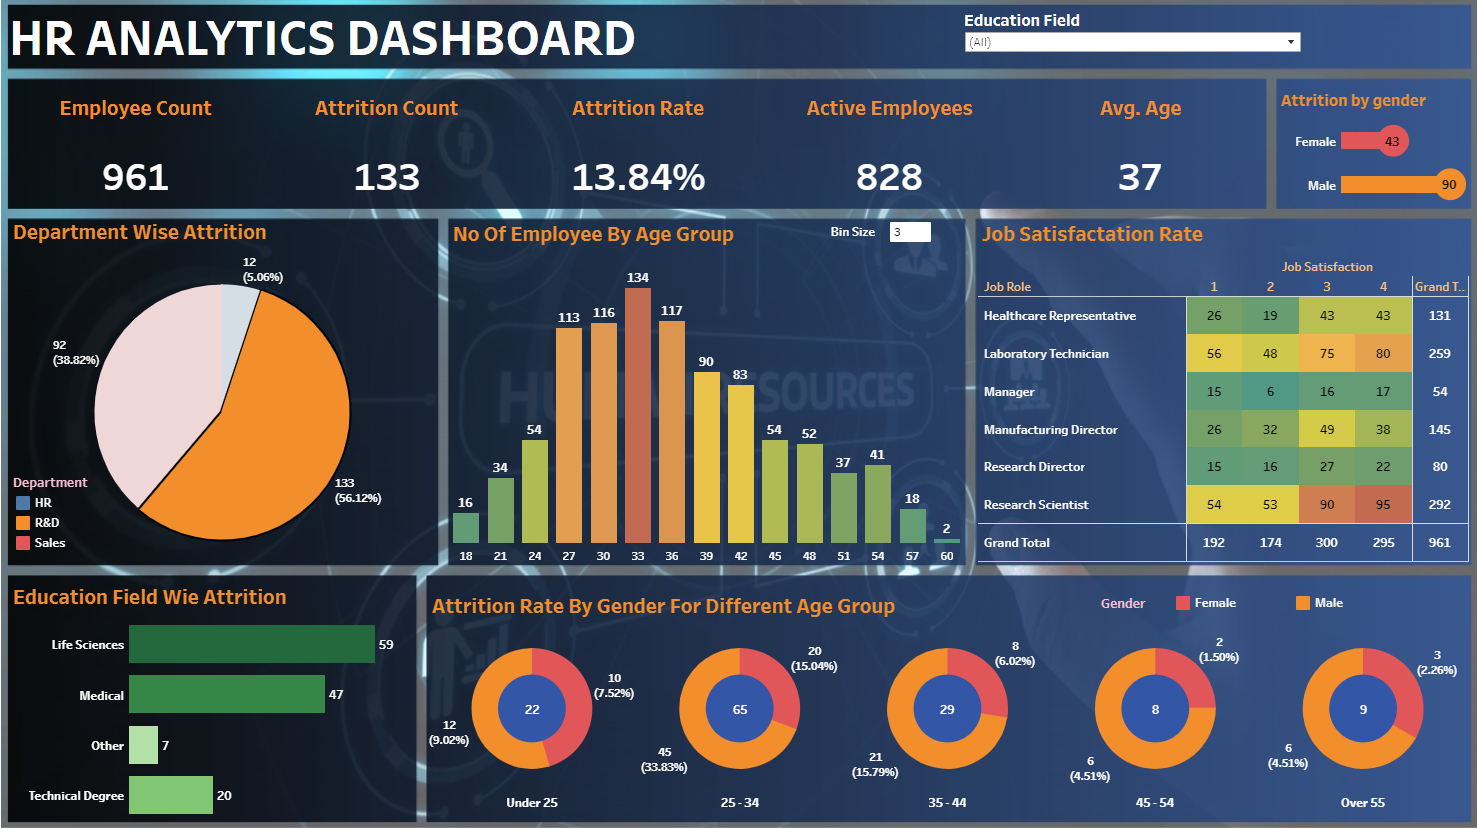 HR ANALYTICS DASHBOARD
Education Field
(All)
Employee Count
Attrition Count
Attrition Rate
Active Employees
Avg. Age
961
133
13.84%
828
37
Attrition by gender
Female
43
Male
90
Department Wise Attrition
12
(5.06%)
92
(38.82%)
133
(56.12%)
Department
HR
R&D
Sales
No Of Employee By Age Group
Bin Size
3
HUMAN RESOURCES
16
34
54
113
116
134
117
90
83
54
52
37
41
18
2
18 21 24 27 30 33 36 39 42 45 48 51 54 57 60
Job Satisfactation Rate
Job Satisfaction
Job Role 1 2 3 4 Grand T..
Healthcare Representative 26 19 43 43 131
Laboratory Technician 56 48 75 80 259
Manager 15 6 16 17 54
Manufacturing Director 26 32 49 38 145
Research Director 15 16 27 22 80
Research Scientist 54 53 90 95 292
Grand Total 192 174 300 295 961
Education Field Wie Attrition
Life Sciences 59
Medical 47
Other 7
Technical Degree 20
Attrition Rate By Gender For Different Age Group
Gender
Female
Male
10
(7.52%)
22
12
(9.02%)
Under 25
20
(15.04%)
65
45
(33.83%)
25 - 34
8
(6.02%)
29
21
(15.79%)
35 - 44
2
(1.50%)
8
6
(4.51%)
45 - 54
3
(2.26%)
9
6
(4.51%)
Over 55